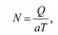 N = Q / aT,